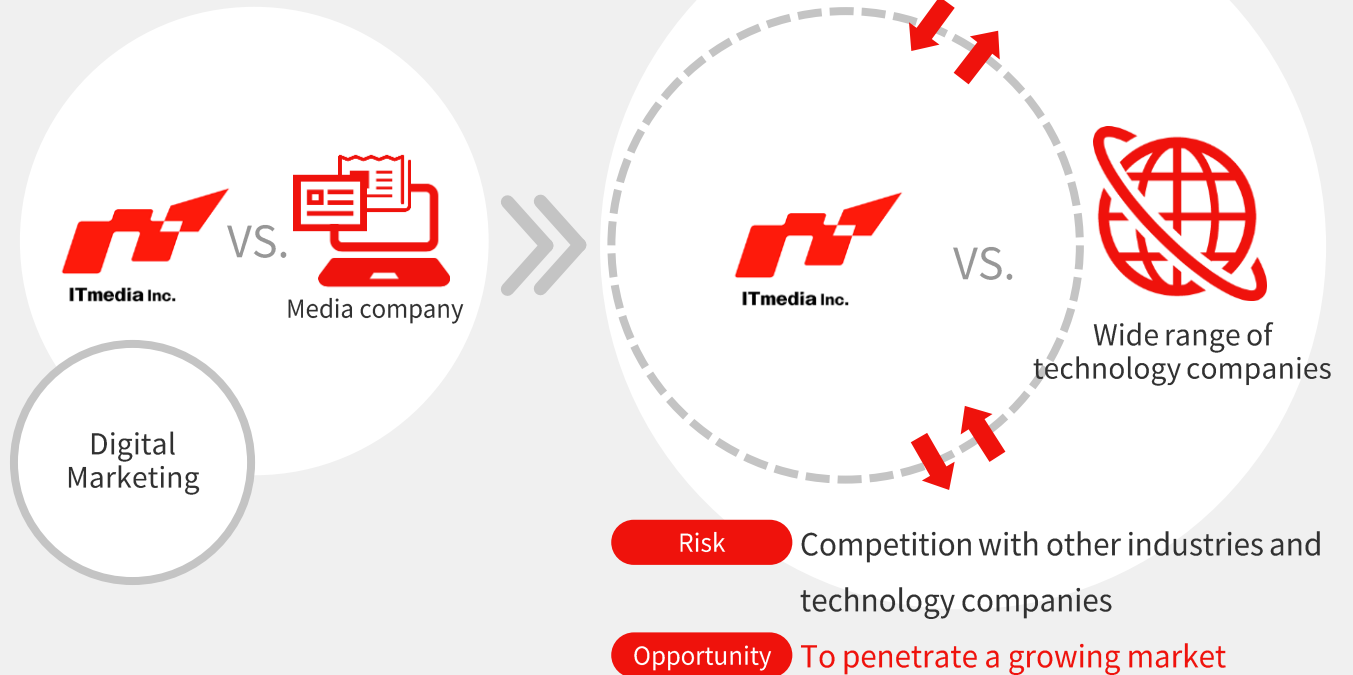 VS.
ITmedia Inc.
Media company
Digital
Marketing
VS.
ITmedia Inc.
Wide range of
technology companies
Risk
Competition with other industries and
technology companies
Opportunity
To penetrate a growing market